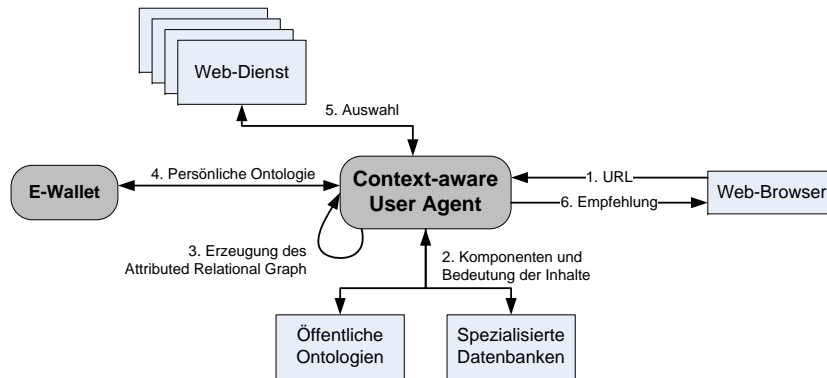 Web-Dienst
5. Auswahl
4. Persönliche Ontologie
E-Wallet
Context-aware
User Agent
1. URL
6. Empfehlung
Web-Browser
3. Erzeugung des
Attributed Relational Graph
2. Komponenten und
Bedeutung der Inhalte
Öffentliche
Ontologien
Spezialisierte
Datenbanken